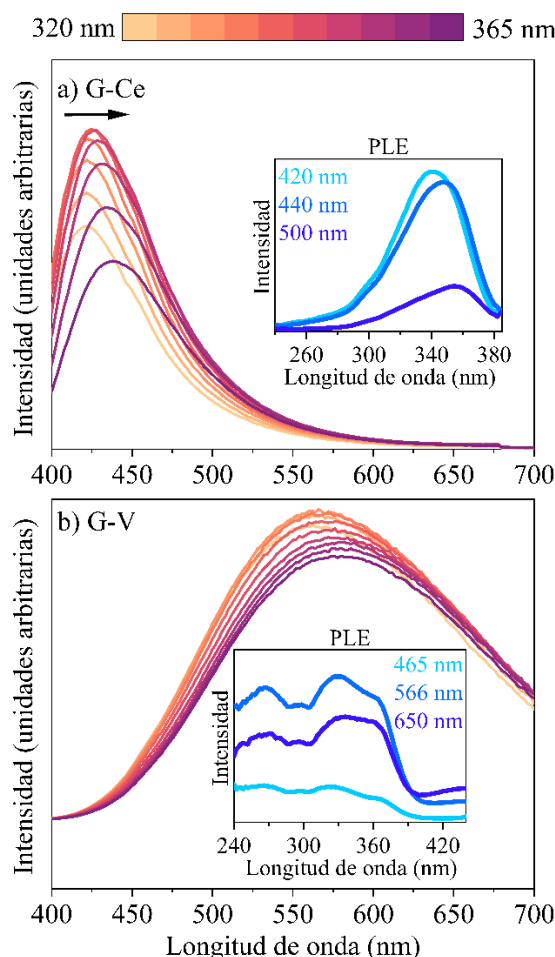 320 nm 365 nm
a) G-Ce
PLE
420 nm
440 nm
500 nm
Intensidad
260 300 340 380
Longitud de onda (nm)
Intensidad (unidades arbitrarias)
400 450 500 550 600 650 700
b) G-V
PLE
465 nm
566 nm
650 nm
Intensidad
240 300 360 420
Longitud de onda (nm)
Intensidad (unidades arbitrarias)
400 450 500 550 600 650 700
Longitud de onda (nm)